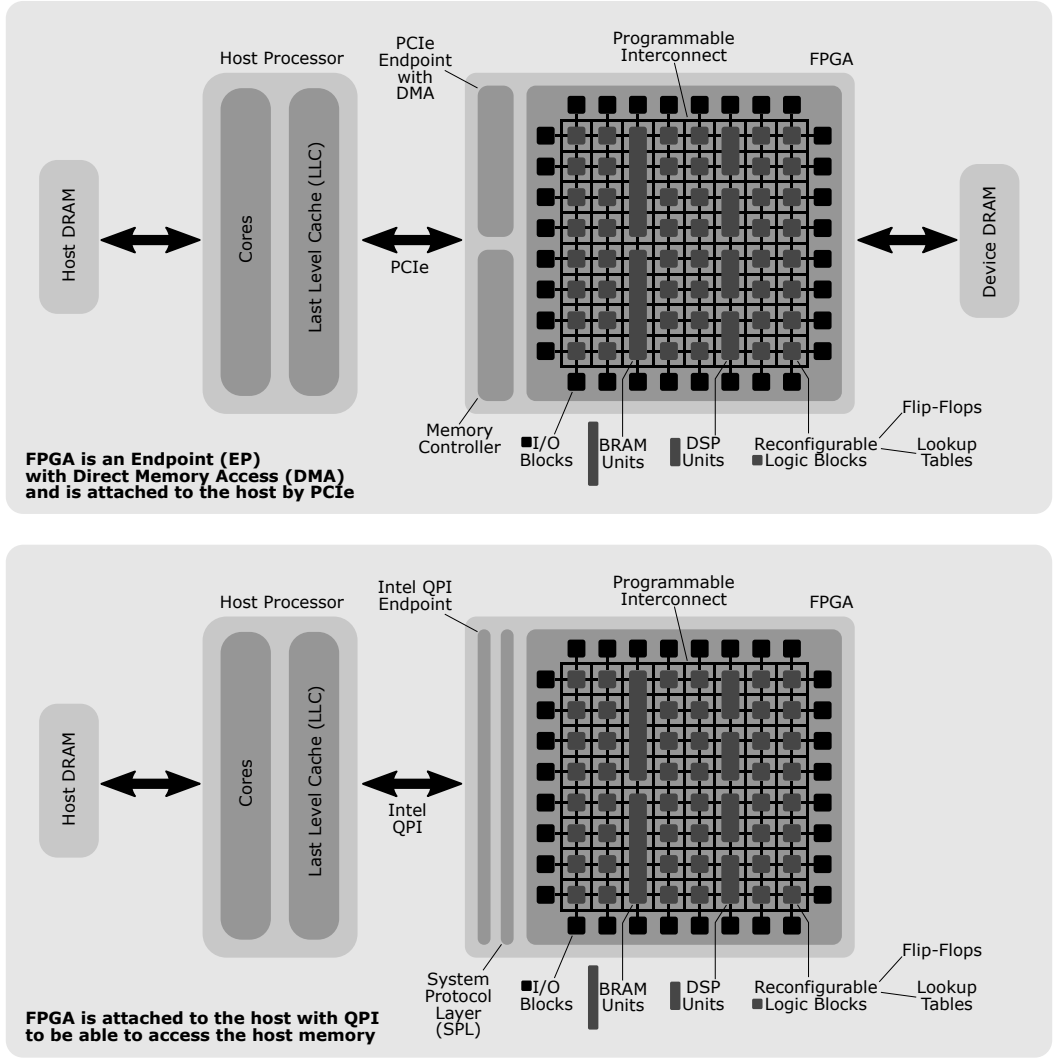 Host Processor
PCIe
Endpoint
with
DMA
Programmable
Interconnect
FPGA
Host DRAM
Cores
Last Level Cache (LLC)
PCIe
Device DRAM
Memory
Controller
I/O
Blocks
BRAM
Units
DSP
Units
Reconfigurable
Logic Blocks
Flip-Flops
Lookup
Tables
FPGA is an Endpoint (EP)
with Direct Memory Access (DMA)
and is attached to the host by PCIe
Host Processor
Intel QPI
Endpoint
Programmable
Interconnect
FPGA
Host DRAM
Cores
Last Level Cache (LLC)
Intel
QPI
System
Protocol
Layer
(SPL)
I/O
Blocks
BRAM
Units
DSP
Units
Reconfigurable
Logic Blocks
Flip-Flops
Lookup
Tables
FPGA is attached to the host with QPI
to be able to access the host memory